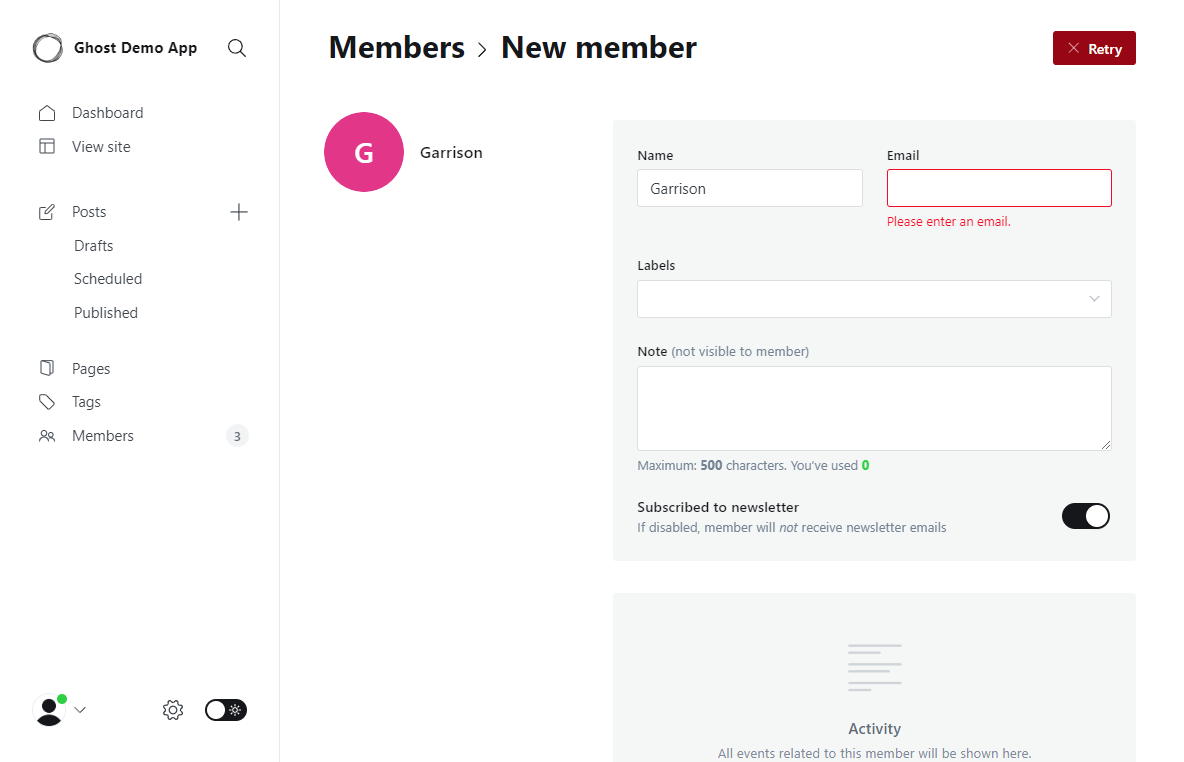 Ghost Demo App
Dashboard
View site
Posts
Drafts
Scheduled
Published
Pages
Tags
Members 3
Members > New member
Retry
G
Garrison
Name
Garrison
Email
Please enter an email.
Labels
Note (not visible to member)
Maximum: 500 characters. You've used 0
Subscribed to newsletter
If disabled, member will not receive newsletter emails
Activity
All events related to this member will be shown here.